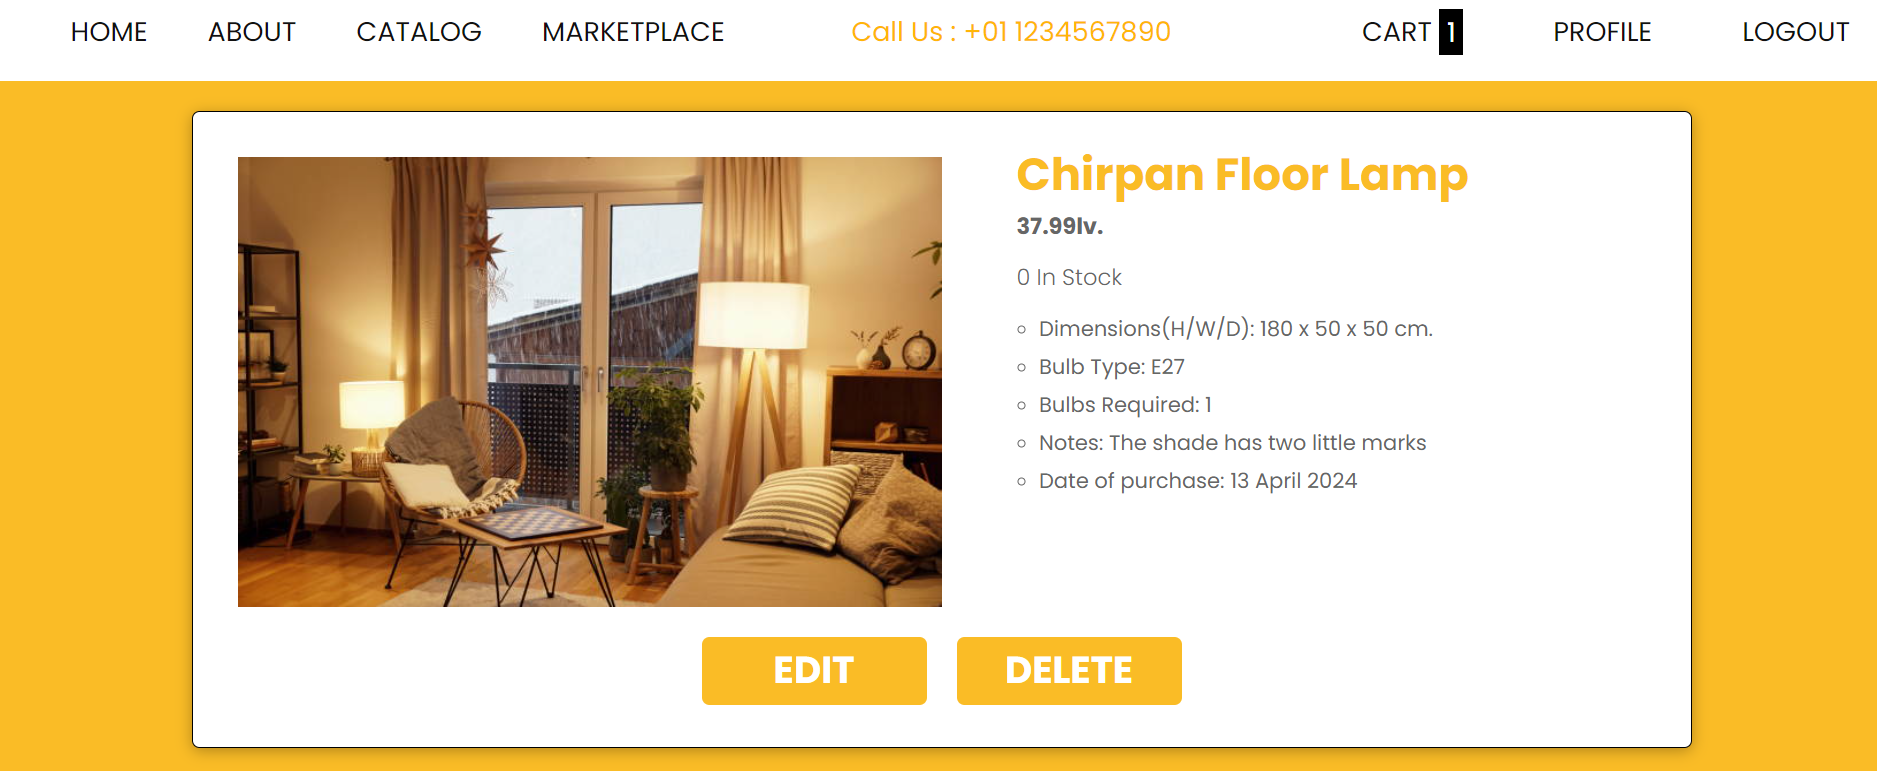 HOME ABOUT CATALOG MARKETPLACE Call Us : +01 1234567890 CART 1 PROFILE LOGOUT
Chirpan Floor Lamp
37.99lv.
0 In Stock
Dimensions(H/W/D): 180 x 50 x 50 cm.
Bulb Type: E27
Bulbs Required: 1
Notes: The shade has two little marks
Date of purchase: 13 April 2024
EDIT DELETE